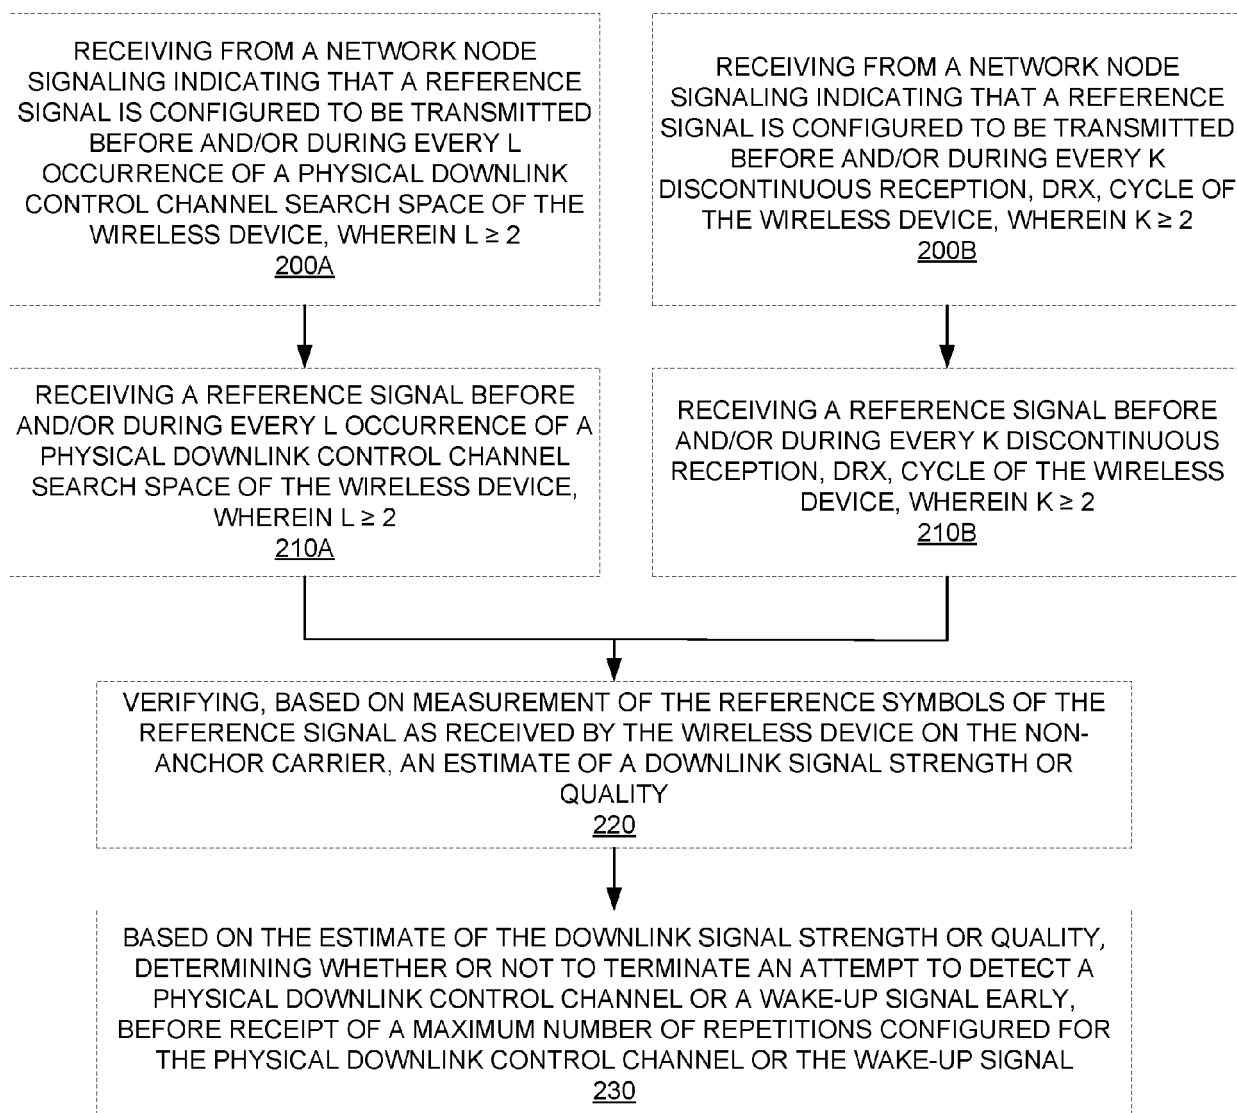 RECEIVING FROM A NETWORK NODE
SIGNALING INDICATING THAT A REFERENCE
SIGNAL IS CONFIGURED TO BE TRANSMITTED
BEFORE AND/OR DURING EVERY L
OCCURRENCE OF A PHYSICAL DOWNLINK
CONTROL CHANNEL SEARCH SPACE OF THE
WIRELESS DEVICE, WHEREIN L ≥ 2
200A
RECEIVING FROM A NETWORK NODE
SIGNALING INDICATING THAT A REFERENCE
SIGNAL IS CONFIGURED TO BE TRANSMITTED
BEFORE AND/OR DURING EVERY K
DISCONTINUOUS RECEPTION, DRX, CYCLE OF
THE WIRELESS DEVICE, WHEREIN K ≥ 2
200B
RECEIVING A REFERENCE SIGNAL BEFORE
AND/OR DURING EVERY L OCCURRENCE OF A
PHYSICAL DOWNLINK CONTROL CHANNEL
SEARCH SPACE OF THE WIRELESS DEVICE,
WHEREIN L ≥ 2
210A
RECEIVING A REFERENCE SIGNAL BEFORE
AND/OR DURING EVERY K DISCONTINUOUS
RECEPTION, DRX, CYCLE OF THE WIRELESS
DEVICE, WHEREIN K ≥ 2
210B
VERIFYING, BASED ON MEASUREMENT OF THE REFERENCE SYMBOLS OF THE
REFERENCE SIGNAL AS RECEIVED BY THE WIRELESS DEVICE ON THE NON-
ANCHOR CARRIER, AN ESTIMATE OF A DOWNLINK SIGNAL STRENGTH OR
QUALITY
220
BASED ON THE ESTIMATE OF THE DOWNLINK SIGNAL STRENGTH OR QUALITY,
DETERMINING WHETHER OR NOT TO TERMINATE AN ATTEMPT TO DETECT A
PHYSICAL DOWNLINK CONTROL CHANNEL OR A WAKE-UP SIGNAL EARLY,
BEFORE RECEIPT OF A MAXIMUM NUMBER OF REPETITIONS CONFIGURED FOR
THE PHYSICAL DOWNLINK CONTROL CHANNEL OR THE WAKE-UP SIGNAL
230